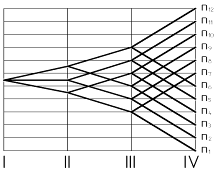 n₁₂
n₁₁
n₁₀
n₉
n₈
n₇
n₆
n₅
n₄
n₃
n₂
n₁
I II III IV